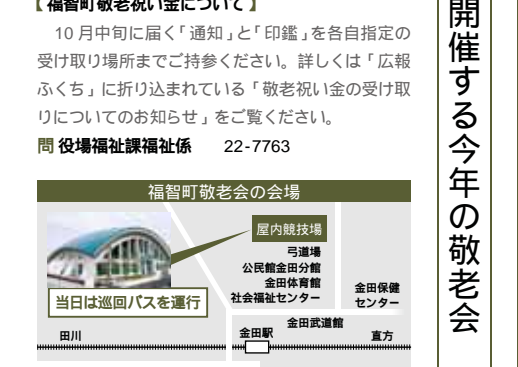 開催する今年の敬老会
【 福智町敬老祝い金について 】
10月中旬に届く「通知」と「印鑑」を各自指定の
受け取り場所までご持参ください。詳しくは「広報
ふくち」に折り込まれている「敬老祝い金の受け取
りについてのお知らせ」をご覧ください。
問 役場福祉課福祉係 22-7763
福智町敬老会の会場
屋内競技場
弓道場
公民館金田分館
金田体育館
社会福祉センター
金田保健
センター
当日は巡回バスを運行
金田武道館
田川
金田駅
直方